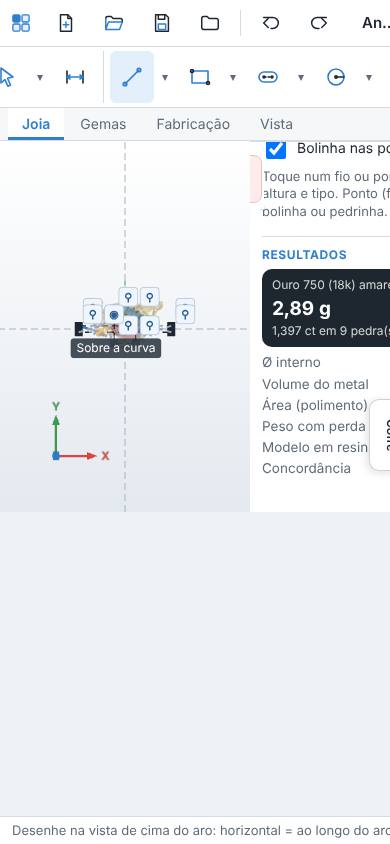 An..
Joia Gemas Fabricação Vista
Bolinha nas po
Toque num fio ou pon
altura e tipo. Ponto (f
bolinha ou pedrinha.
RESULTADOS
Ouro 750 (18k) amare
2,89 g
1,397 ct em 9 pedra(s
Ø interno
Volume do metal
Área (polimento)
Peso com perda
Modelo em resin
Concordância
Sobre a curva
Y
X
Desenhe na vista de cima do aro: horizontal = ao longo do aro